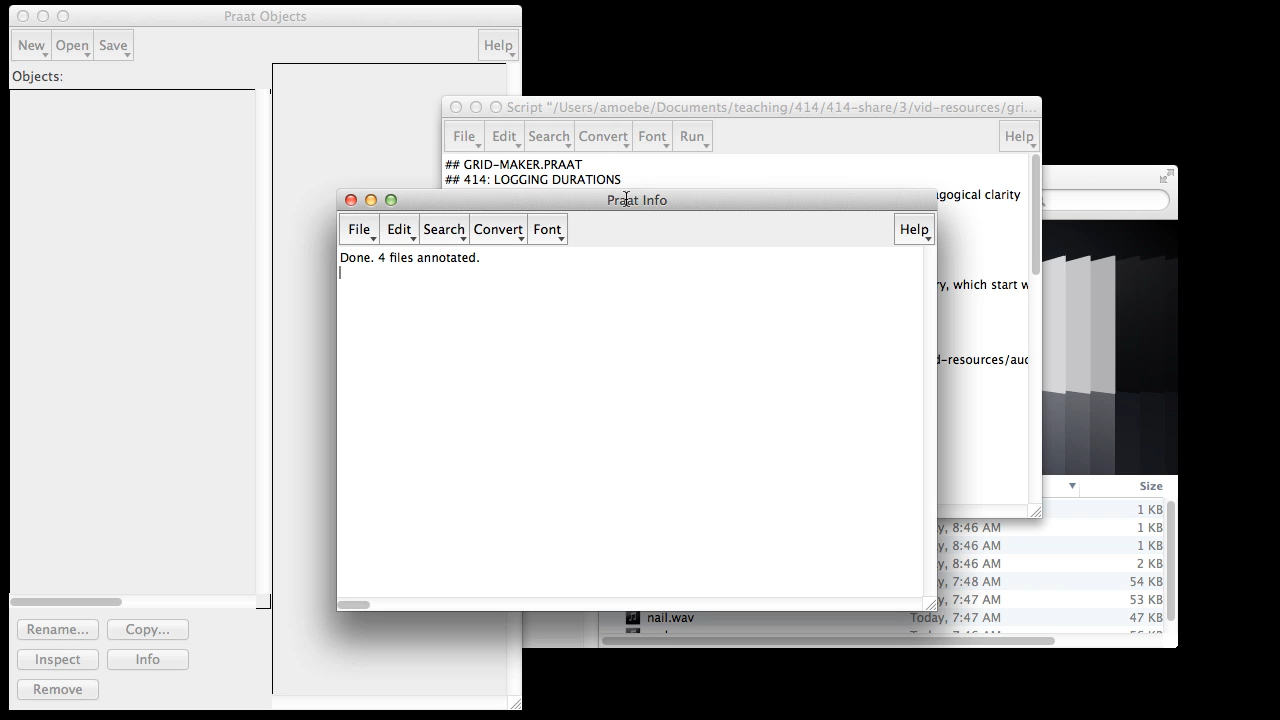 Praat Objects
New Open Save Help
Objects:
Rename... Copy...
Inspect Info
Remove
Script "/Users/amoebe/Documents/teaching/414/414-share/3/vid-resources/gri...
File Edit Search Convert Font Run Help
## GRID-MAKER.PRAAT
## 414: LOGGING DURATIONS
agogical clarity
ry, which start w
d-resources/aud
Praat Info
File Edit Search Convert Font Help
Done. 4 files annotated.
Size
1 KB
y, 8:46 AM 1 KB
y, 8:46 AM 1 KB
y, 8:46 AM 2 KB
y, 7:48 AM 54 KB
y, 7:47 AM 53 KB
nail.wav Today, 7:47 AM 47 KB